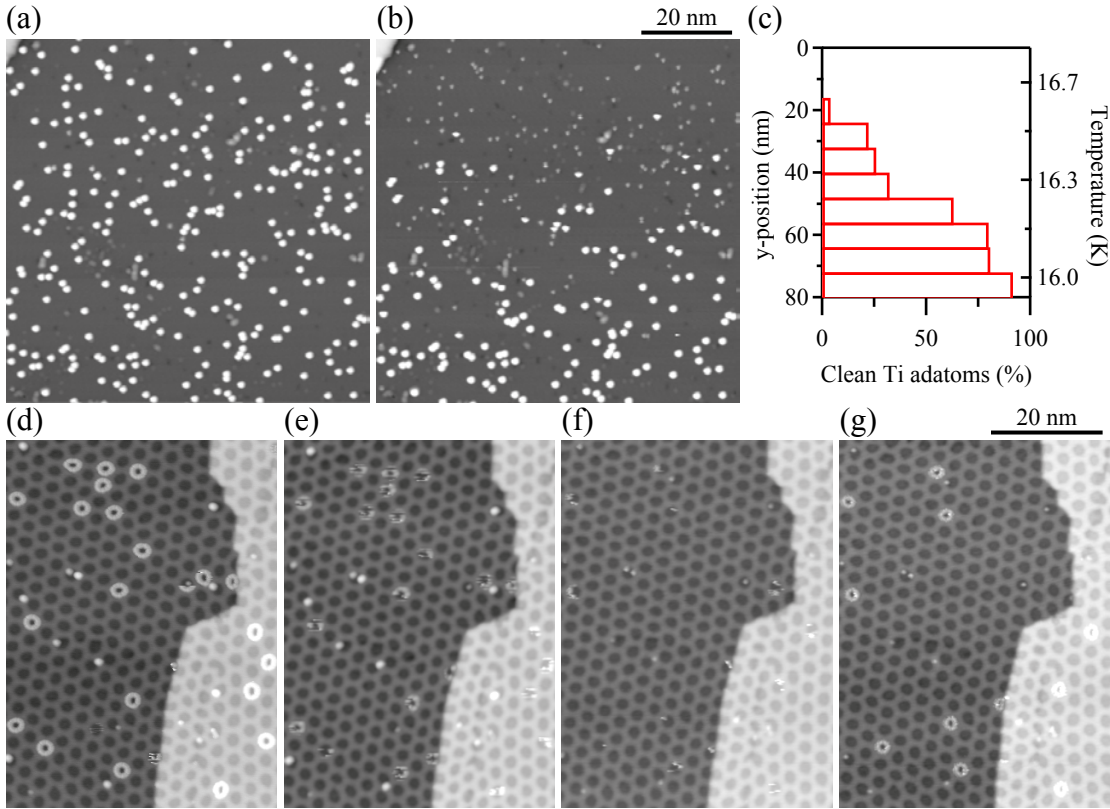 (a)
(b)
20 nm
(c)
0
20
40
60
80
y-position (nm)
16.7
16.3
16.0
Temperature (K)
0
50
100
Clean Ti adatoms (%)
(d)
(e)
(f)
(g)
20 nm